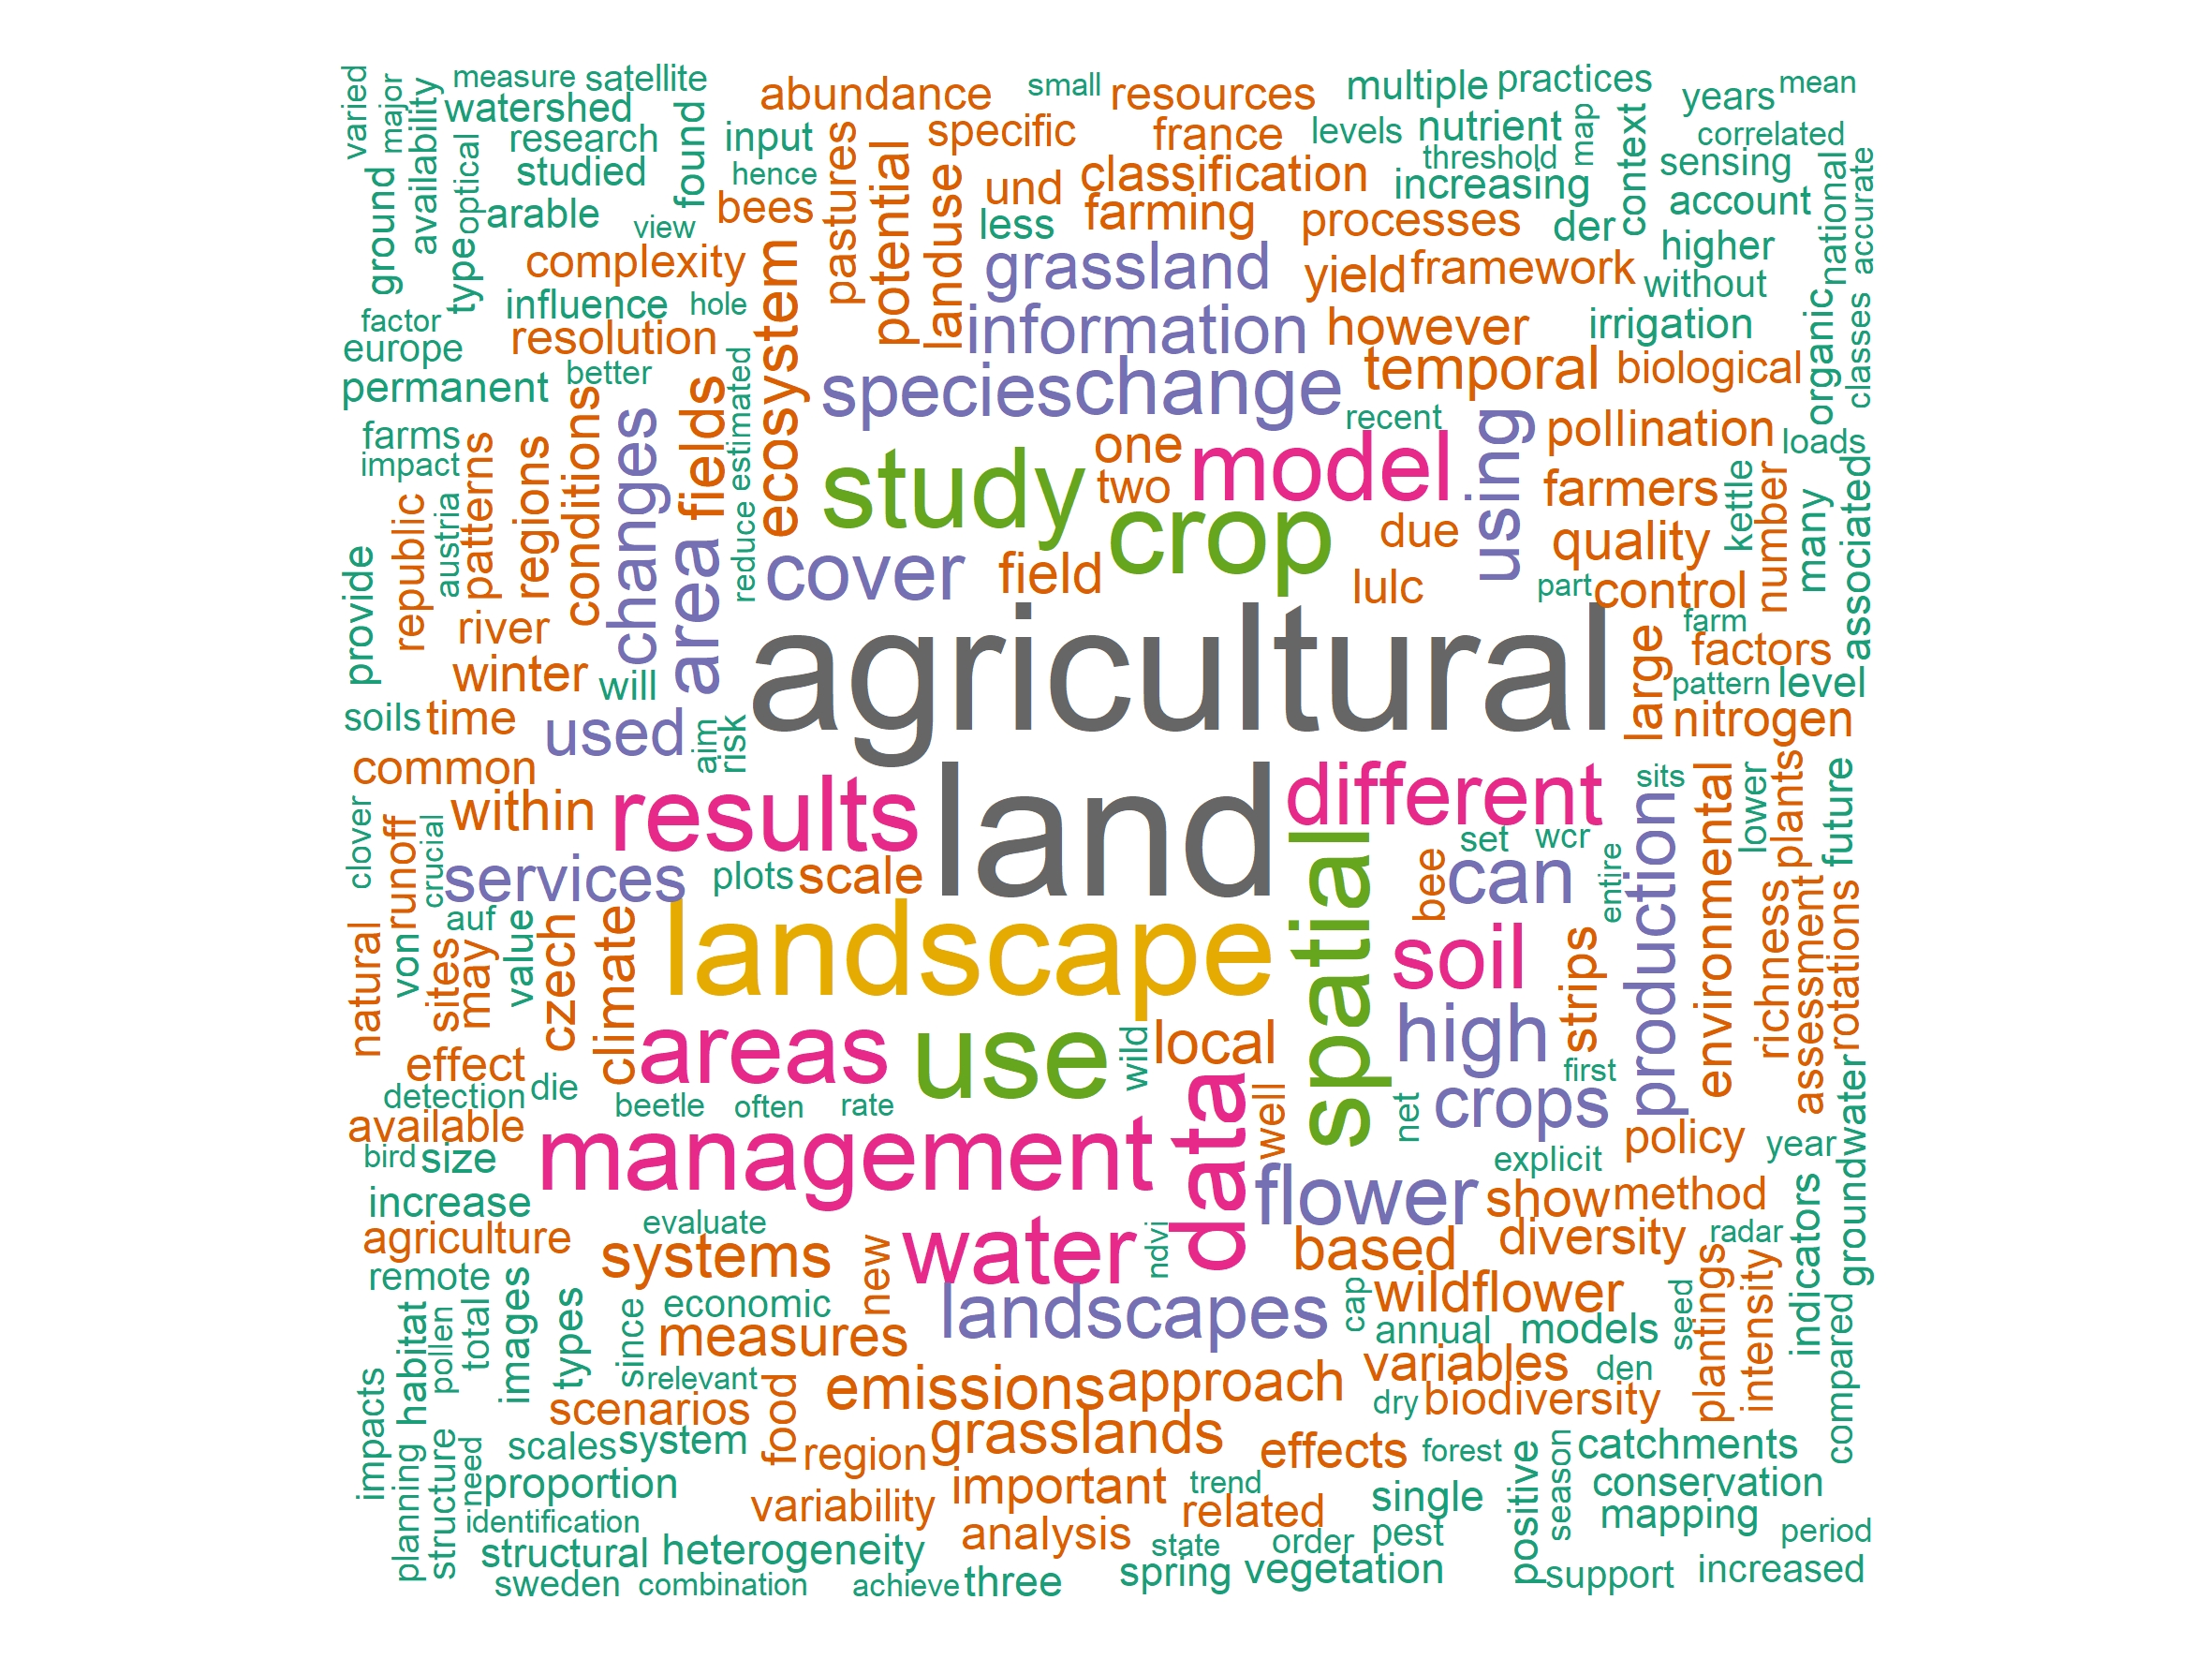 varied
major
availability
measure satellite
watershed
research
studied
optical
arable
ground
type
found
view
input
hence
bees
abundance
small
resources
multiple
practices
years
mean
correlated
specific
france
levels
nutrient
map
context
sensing
threshold
classification
increasing
account
national
accurate
pastures
potential
landuse
und
less
farming
processes
der
higher
without
complexity
influence
hole
factor
europe
resolution
permanent
better
ecosystem
grassland
information
yield
framework
however
irrigation
organic
classes
temporal
biological
species
change
recent
pollination
loads
farms
impact
patterns
regions
conditions
changes
fields
area
estimated
reduce
study
one
two
model
using
crop
due
farmers
quality
kettle
number
many
associated
provide
republic
austria
cover
field
lulc
part
control
farm
factors
river
winter
will
agricultural
large
pattern
level
nitrogen
soils
time
used
aim
risk
common
within
results
land
different
sits
production
environmental
lower
plants
future
clover
crucial
runoff
services
plots
scale
set
wcr
bee
can
entire
natural
von
auf
sites
may
value
czech
climate
landscape
spatial
soil
strips
richness
assessment
rotations
effect
areas
use
wild
local
high
first
detection
die
beetle
often
rate
available
bird
size
management
data
well
net
crops
policy
year
groundwater
explicit
increase
agriculture
evaluate
systems
new
water
ndvi
flower
show
method
based
diversity
radar
indicators
remote
economic
landscapes
cap
wildflower
seed
plantings
intensity
compared
habitat
pollen
total
images
types
since
measures
annual
models
impacts
relevant
emissions
approach
variables
den
scenarios
food
dry
biodiversity
planning
structure
need
scales
system
region
grasslands
effects
forest
positive
season
catchments
proportion
variability
important
trend
related
single
conservation
mapping
identification
analysis
state
order
pest
period
structural
heterogeneity
sweden
combination
achieve
three
spring
vegetation
support
increased